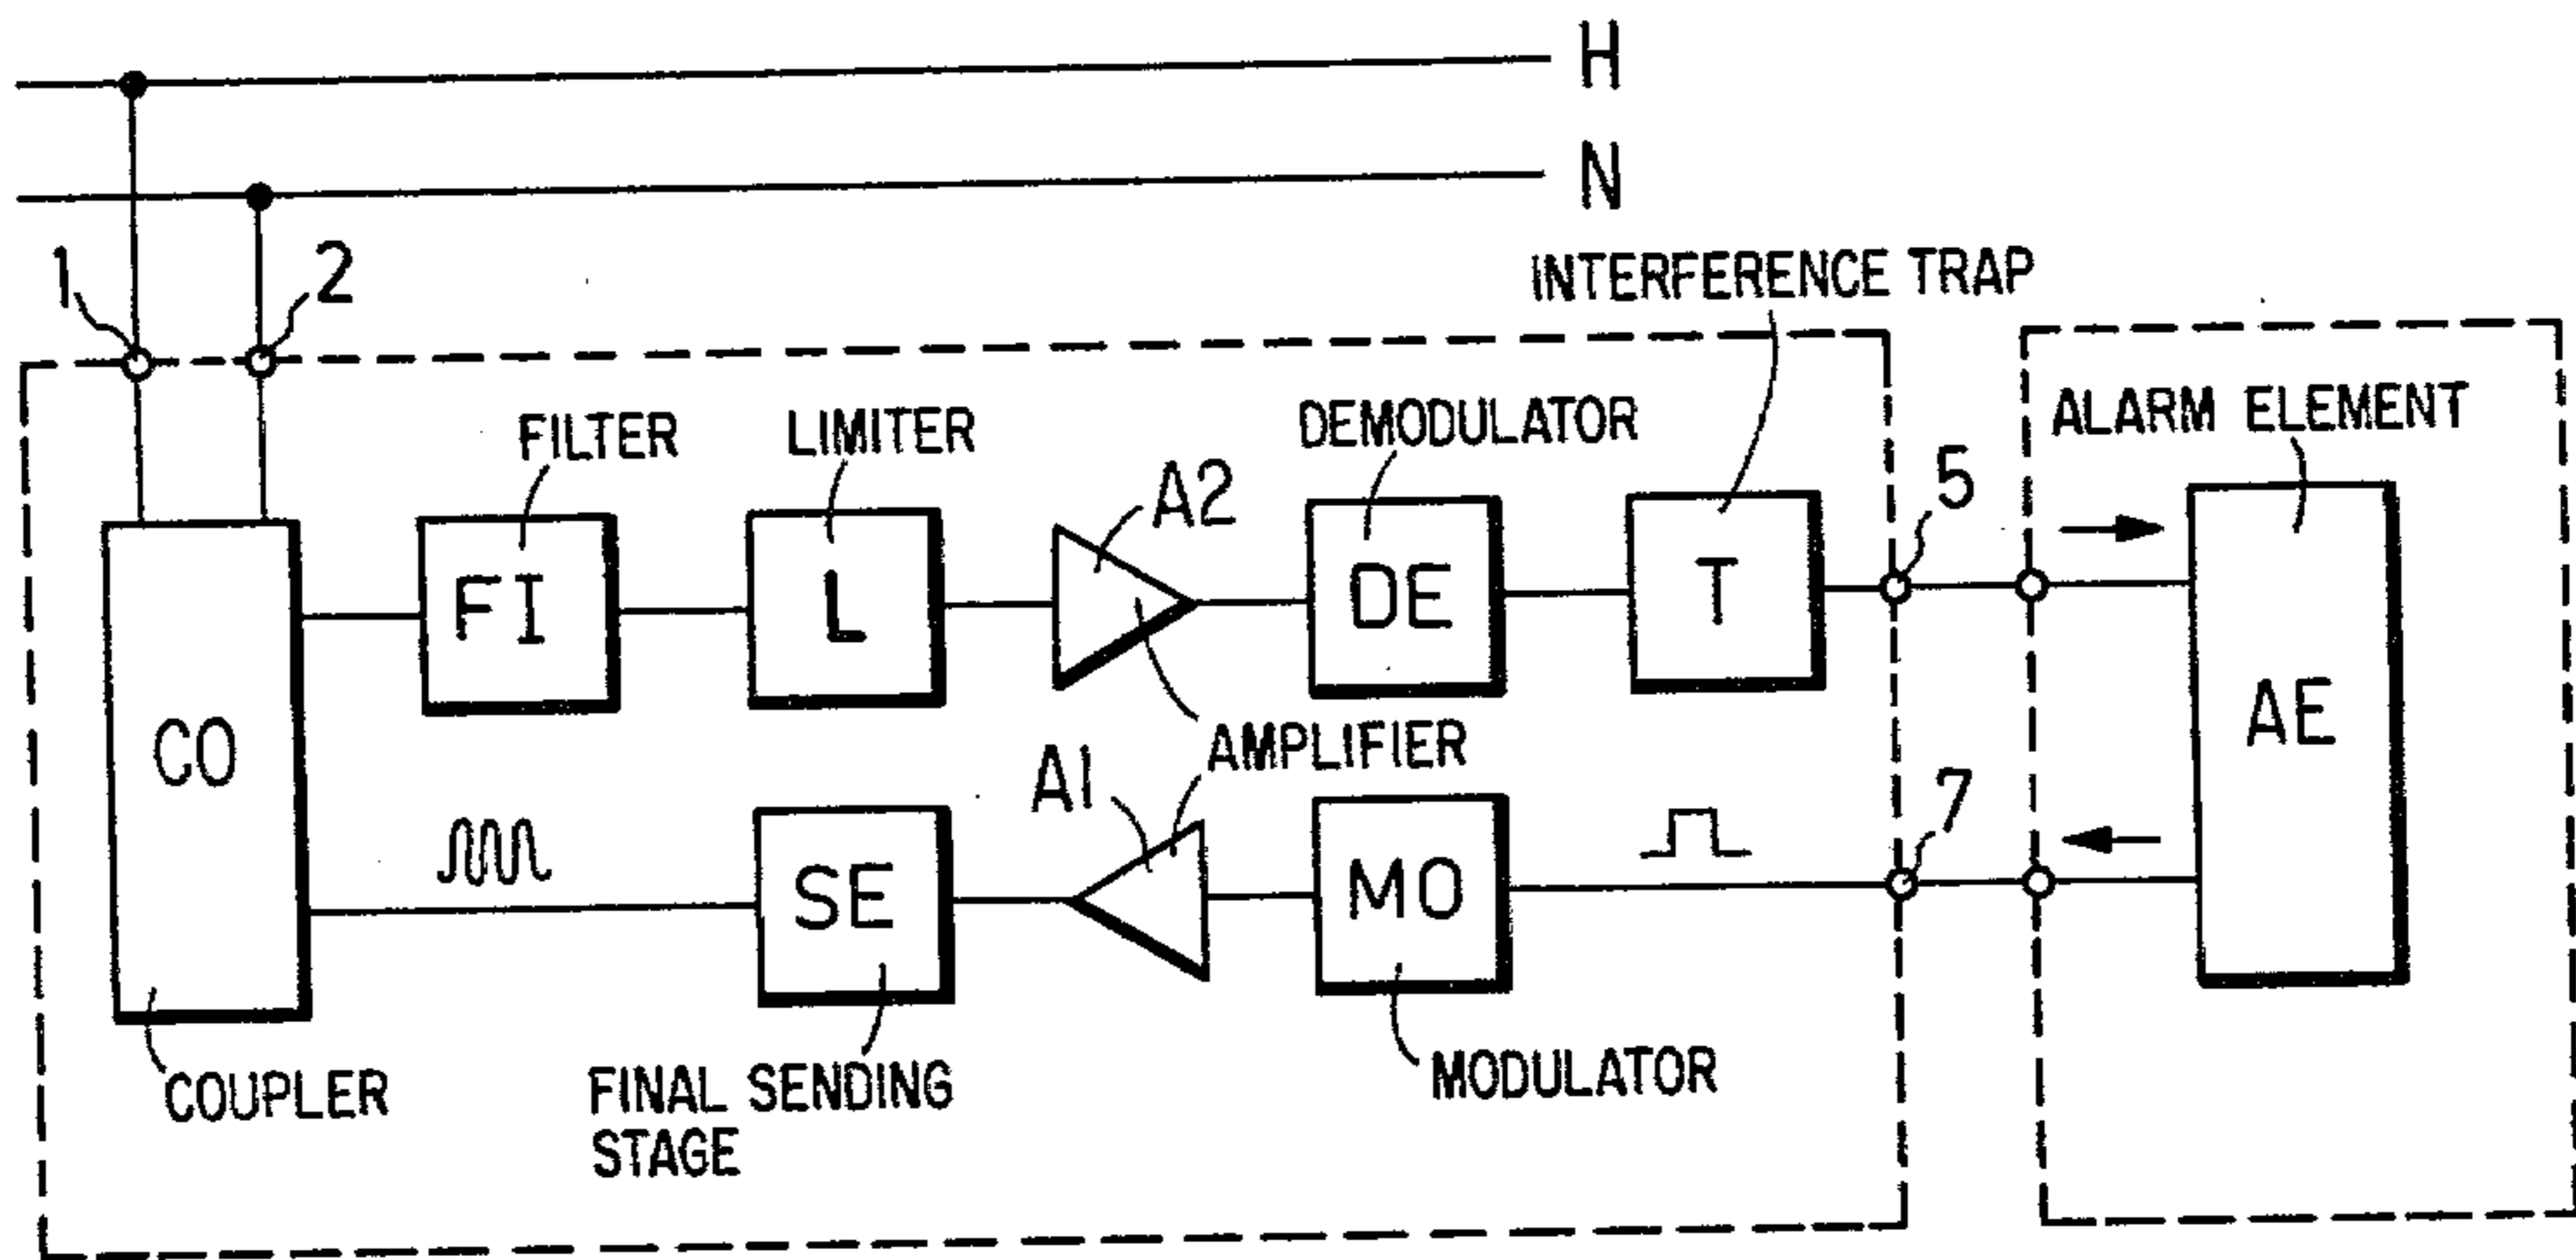 H
N
1
2
INTERFERENCE TRAP
FILTER
LIMITER
A2
DEMODULATOR
5
ALARM ELEMENT
FI
L
DE
T
CO
AE
A1
AMPLIFIER
7
SE
MO
COUPLER
FINAL SENDING
STAGE
MODULATOR